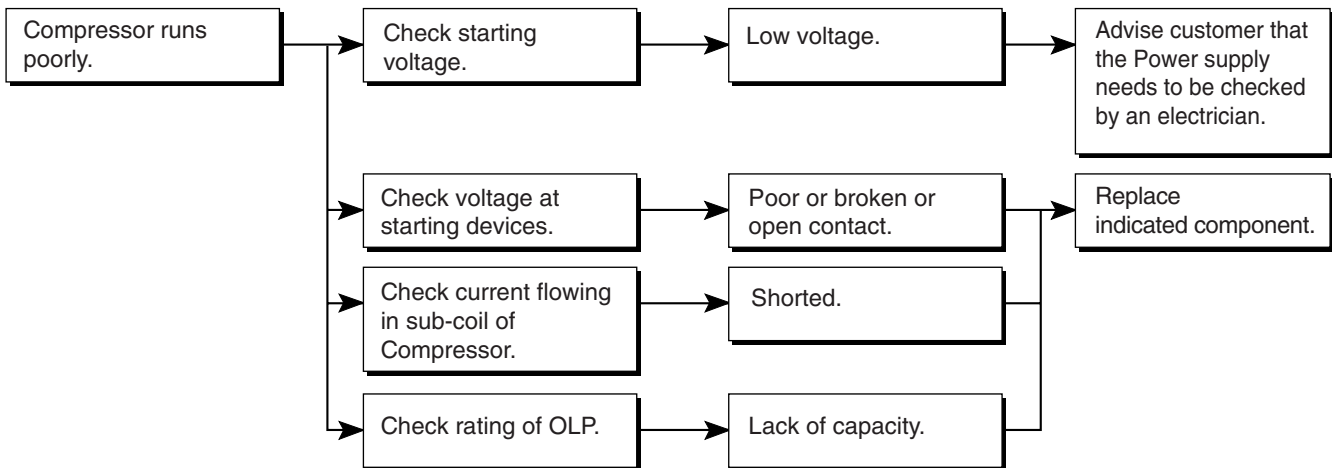 Compressor runs
poorly.
Check starting
voltage.
Low voltage.
Advise customer that
the Power supply
needs to be checked
by an electrician.
Check voltage at
starting devices.
Poor or broken or
open contact.
Replace
indicated component.
Check current flowing
in sub-coil of
Compressor.
Shorted.
Check rating of OLP.
Lack of capacity.